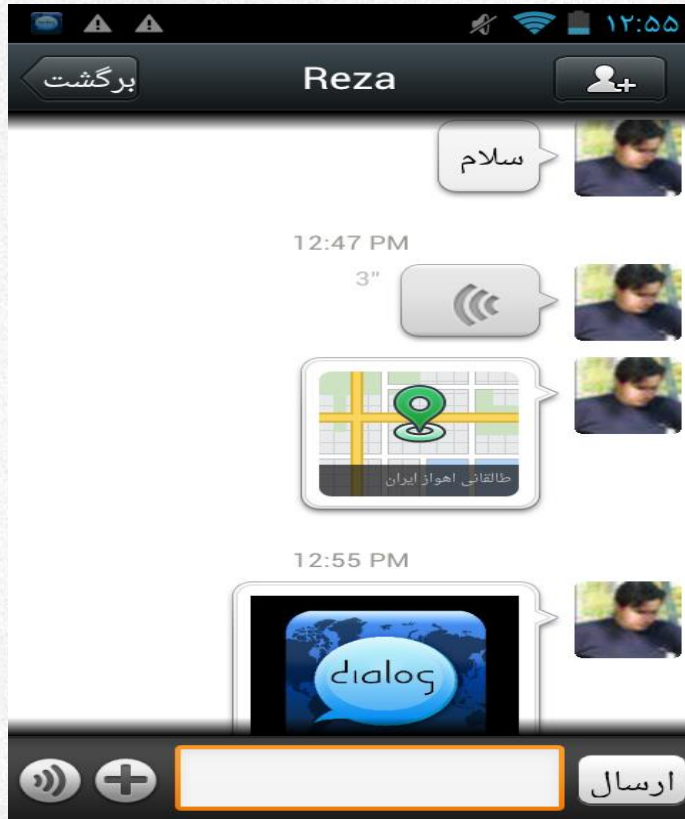 ۱۲:۵۵
برگشت
Reza
سلام
12:47 PM
3"
طالقانی اهواز ایران
12:55 PM
dialog
ارسال